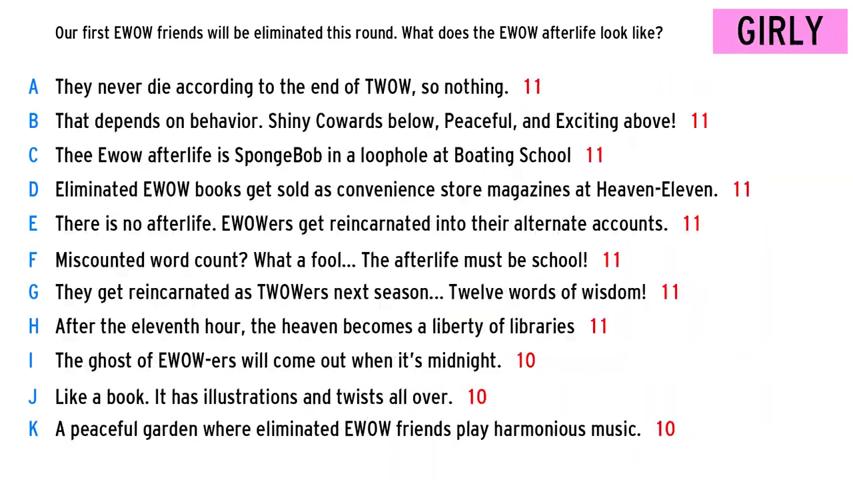 Our first EWOW friends will be eliminated this round. What does the EWOW afterlife look like?
GIRLY
A They never die according to the end of TWOW, so nothing. 11
B That depends on behavior. Shiny Cowards below, Peaceful, and Exciting above! 11
C Thee Ewow afterlife is SpongeBob in a loophole at Boating School 11
D Eliminated EWOW books get sold as convenience store magazines at Heaven-Eleven. 11
E There is no afterlife. EWOWers get reincarnated into their alternate accounts. 11
F Miscounted word count? What a fool... The afterlife must be school! 11
G They get reincarnated as TWOWers next season... Twelve words of wisdom! 11
H After the eleventh hour, the heaven becomes a liberty of libraries 11
I The ghost of EWOW-ers will come out when it's midnight. 10
J Like a book. It has illustrations and twists all over. 10
K A peaceful garden where eliminated EWOW friends play harmonious music. 10